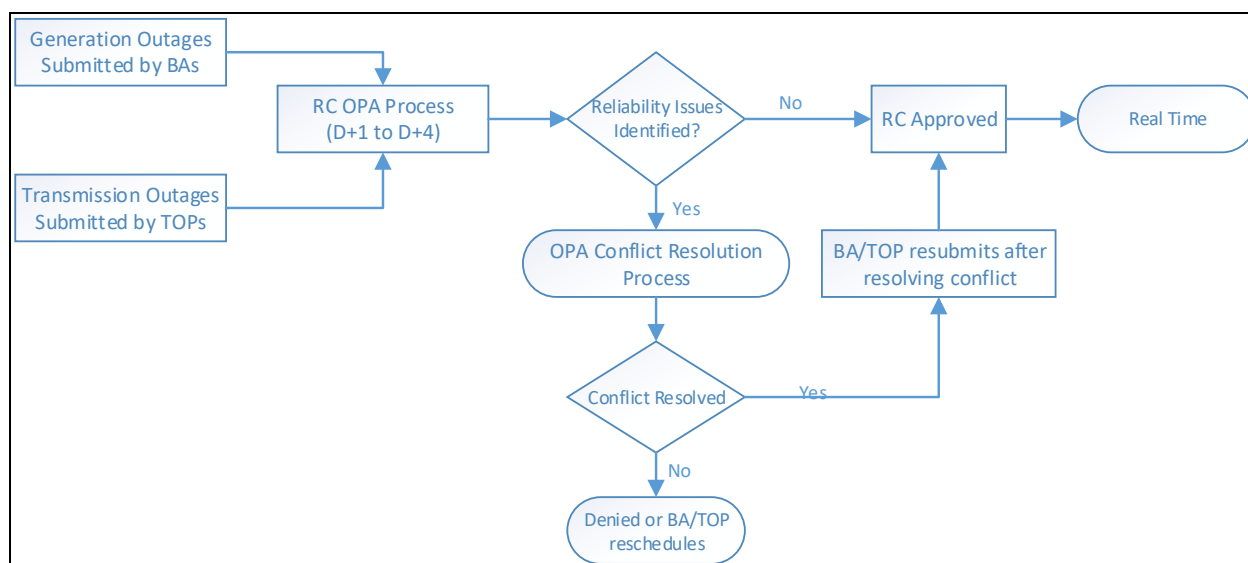 Generation Outages
Submitted by BAs
RC OPA Process
(D+1 to D+4)
Transmission Outages
Submitted by TOPs
Reliability Issues
Identified?
No
RC Approved
Real Time
Yes
OPA Conflict Resolution
Process
BA/TOP resubmits after
resolving conflict
Conflict Resolved
Yes
No
Denied or BA/TOP
reschedules